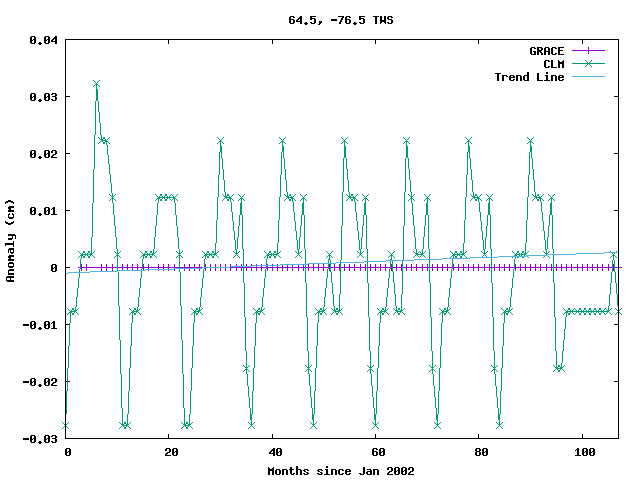 64.5, -76.5 TWS
GRACE
CLM
Trend Line
0.04
0.03
0.02
0.01
0
-0.01
-0.02
-0.03
Anomaly (cm)
0 20 40 60 80 100
Months since Jan 2002